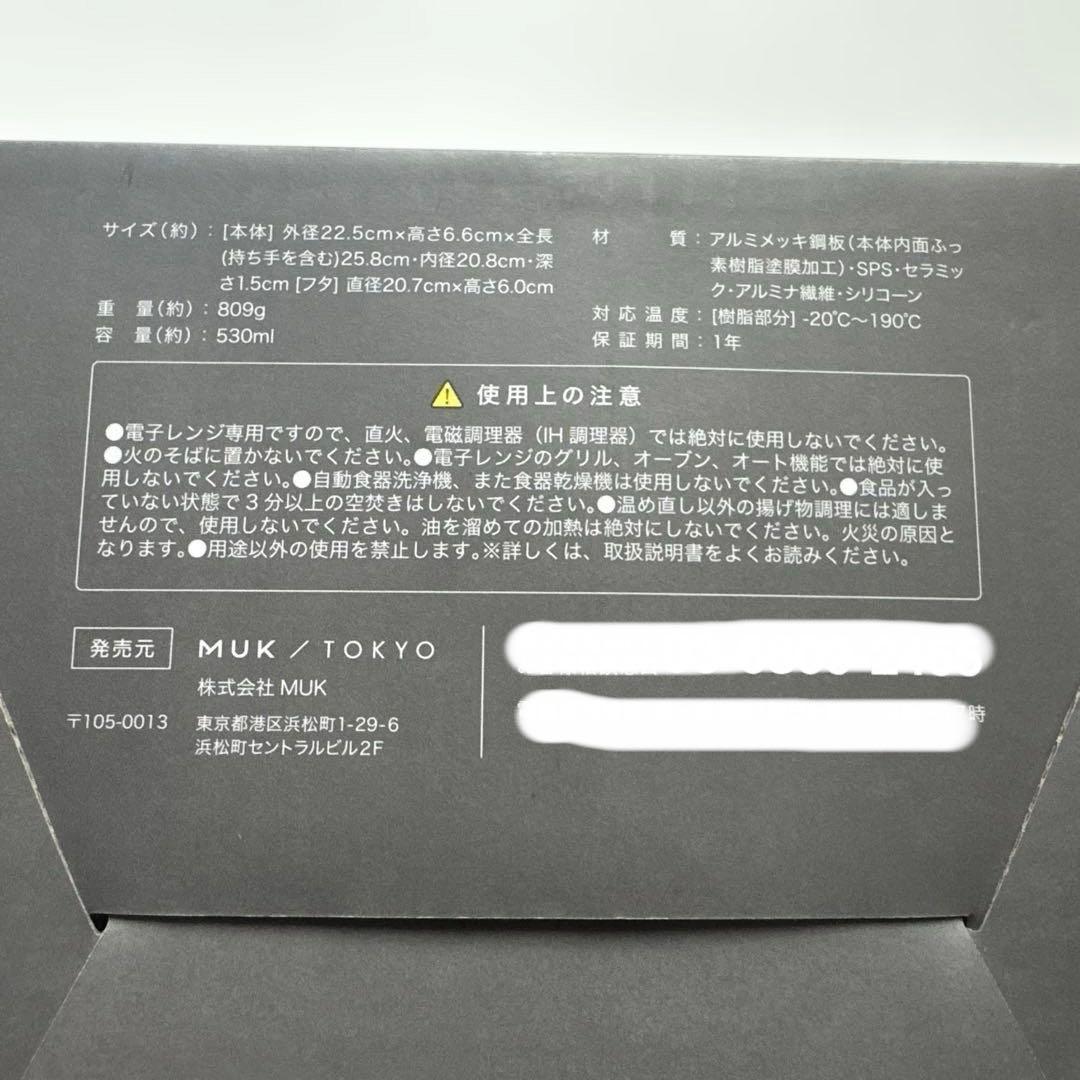 サイズ（約）：[本体] 外径22.5cm×高さ6.6cm×全長
(持ち手を含む)25.8cm・内径20.8cm・深
さ1.5cm [フタ] 直径20.7cm×高さ6.0cm
重　量（約）：809g
容　量（約）：530ml
材　　質：アルミメッキ鋼板（本体内面ふっ
素樹脂塗膜加工）・SPS・セラミッ
ク・アルミナ繊維・シリコーン
対応温度：[樹脂部分] -20℃〜190℃
保証期間：1年
使用上の注意
●電子レンジ専用ですので、直火、電磁調理器（IH 調理器）では絶対に使用しないでください。
●火のそばに置かないでください。●電子レンジのグリル、オーブン、オート機能では絶対に使
用しないでください。●自動食器洗浄機、また食器乾燥機は使用しないでください。●食品が入っ
ていない状態で３分以上の空焚きはしないでください。●温め直し以外の揚げ物調理には適しま
せんので、使用しないでください。油を溜めての加熱は絶対にしないでください。火災の原因と
なります。●用途以外の使用を禁止します。※詳しくは、取扱説明書をよくお読みください。
発売元 MUK / TOKYO
株式会社 MUK
〒105-0013 東京都港区浜松町1-29-6
浜松町セントラルビル2F
時